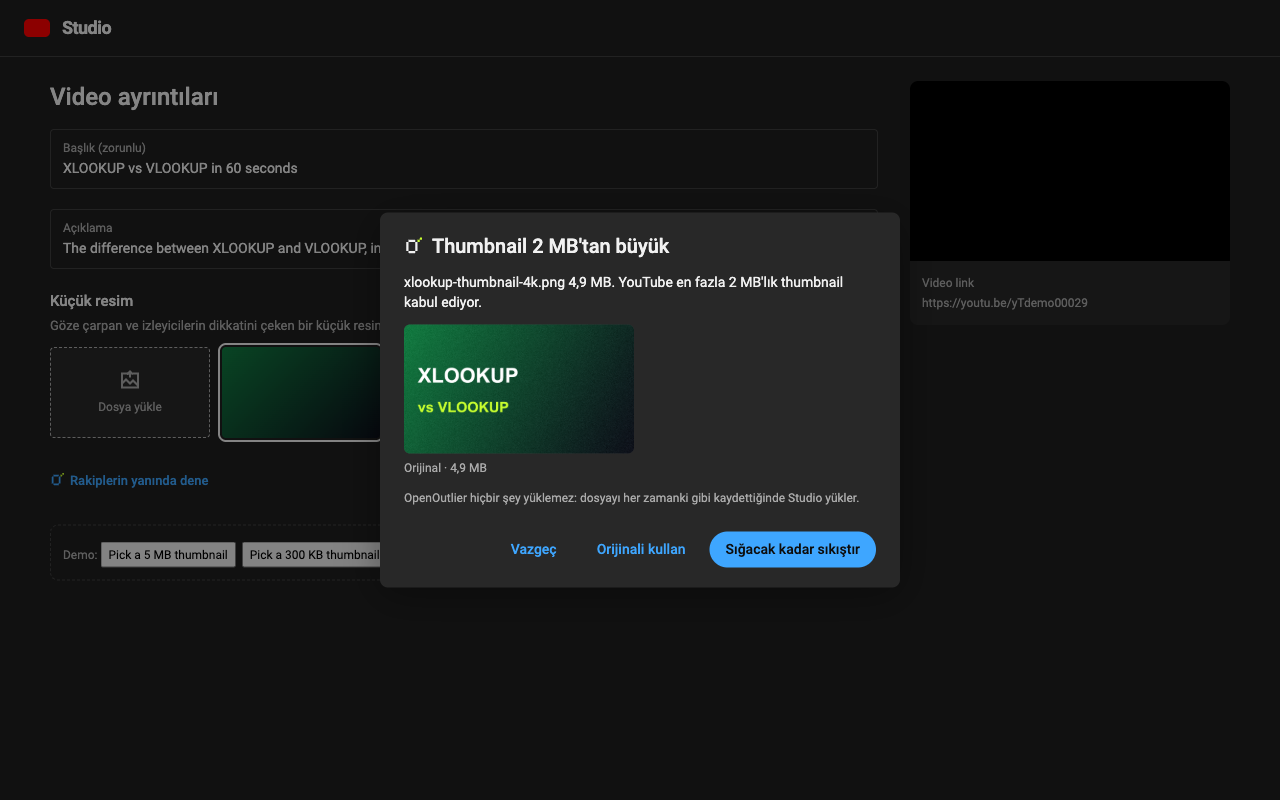 Studio
Video ayrıntıları
Başlık (zorunlu)
XLOOKUP vs VLOOKUP in 60 seconds
Açıklama
The difference between XLOOKUP and VLOOKUP, in
Küçük resim
Göze çarpan ve izleyicilerin dikkatini çeken bir küçük resim
Dosya yükle
Rakiplerin yanında dene
Demo: Pick a 5 MB thumbnail Pick a 300 KB thumbnail
Thumbnail 2 MB'tan büyük
xlookup-thumbnail-4k.png 4,9 MB. YouTube en fazla 2 MB'lık thumbnail
kabul ediyor.
XLOOKUP
vs VLOOKUP
Orijinal · 4,9 MB
OpenOutlier hiçbir şey yüklemez: dosyayı her zamanki gibi kaydettiğinde Studio yükler.
Vazgeç Orijinali kullan Sığacak kadar sıkıştır
Video link
https://youtu.be/yTdemo00029